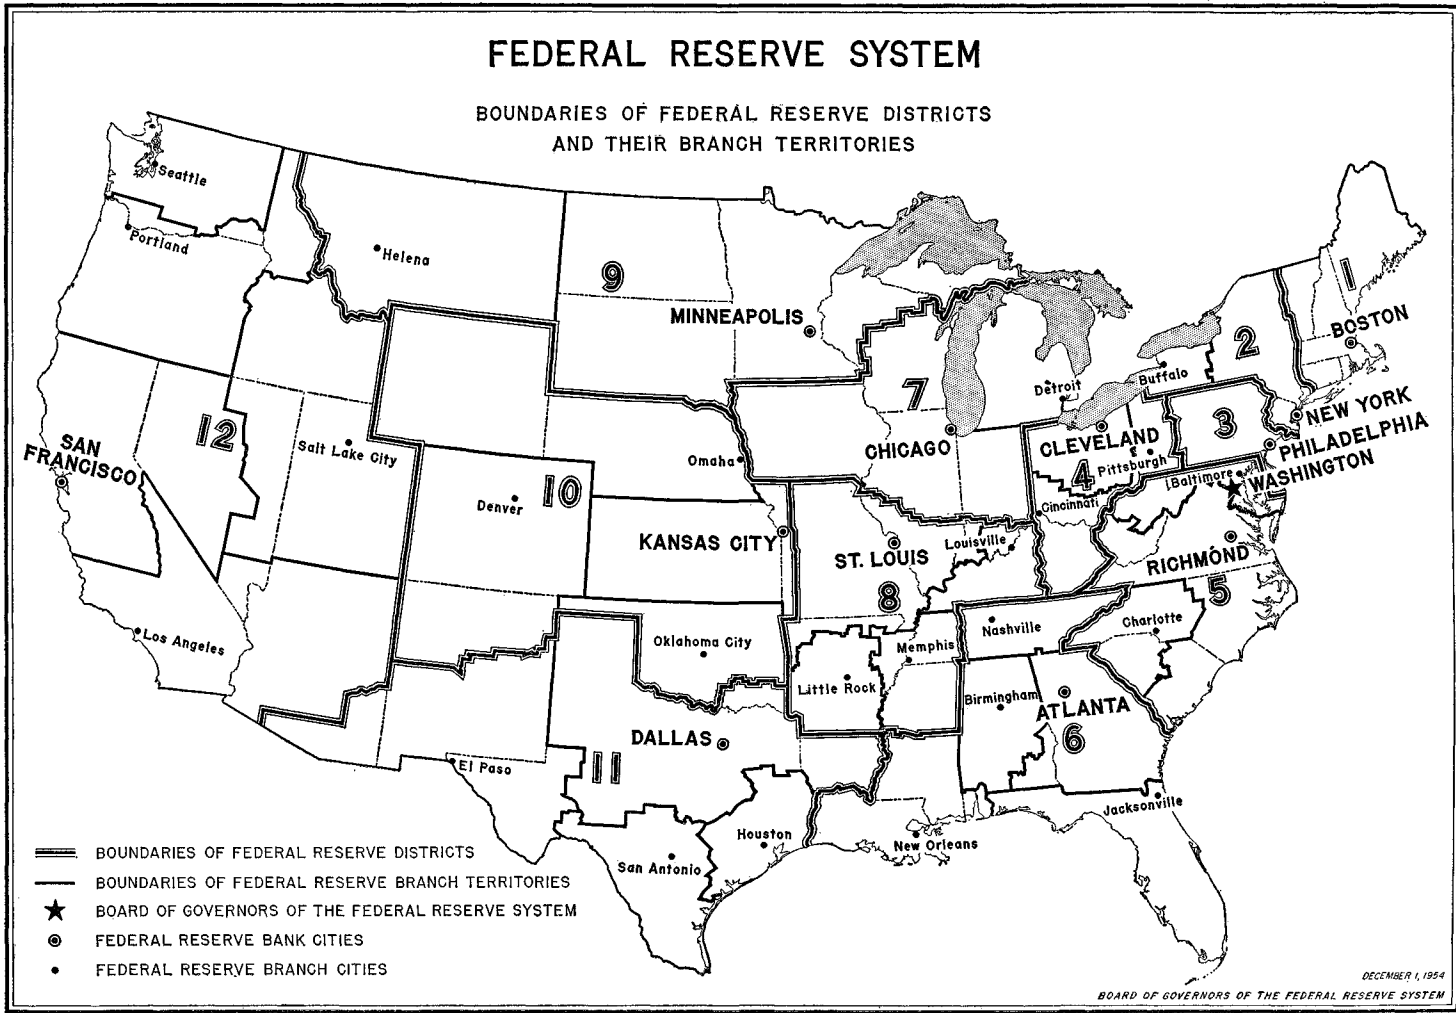 FEDERAL RESERVE SYSTEM
BOUNDARIES OF FEDERAL RESERVE DISTRICTS
AND THEIR BRANCH TERRITORIES
Seattle
Portland
Helena
9
MINNEAPOLIS
1
BOSTON
2
Buffalo
Detroit
7
CHICAGO
CLEVELAND
4
Pittsburgh
Cincinnati
3
NEW YORK
PHILADELPHIA
WASHINGTON
Baltimore
12
SAN
FRANCISCO
Salt Lake City
Omaha
Denver
10
KANSAS CITY
ST. LOUIS
8
Louisville
RICHMOND
5
Charlotte
Los Angeles
Oklahoma City
Nashville
Memphis
Little Rock
Birmingham
ATLANTA
6
DALLAS
11
El Paso
Houston
San Antonio
New Orleans
Jacksonville
BOUNDARIES OF FEDERAL RESERVE DISTRICTS
BOUNDARIES OF FEDERAL RESERVE BRANCH TERRITORIES
BOARD OF GOVERNORS OF THE FEDERAL RESERVE SYSTEM
FEDERAL RESERVE BANK CITIES
FEDERAL RESERVE BRANCH CITIES
DECEMBER 1, 1954
BOARD OF GOVERNORS OF THE FEDERAL RESERVE SYSTEM